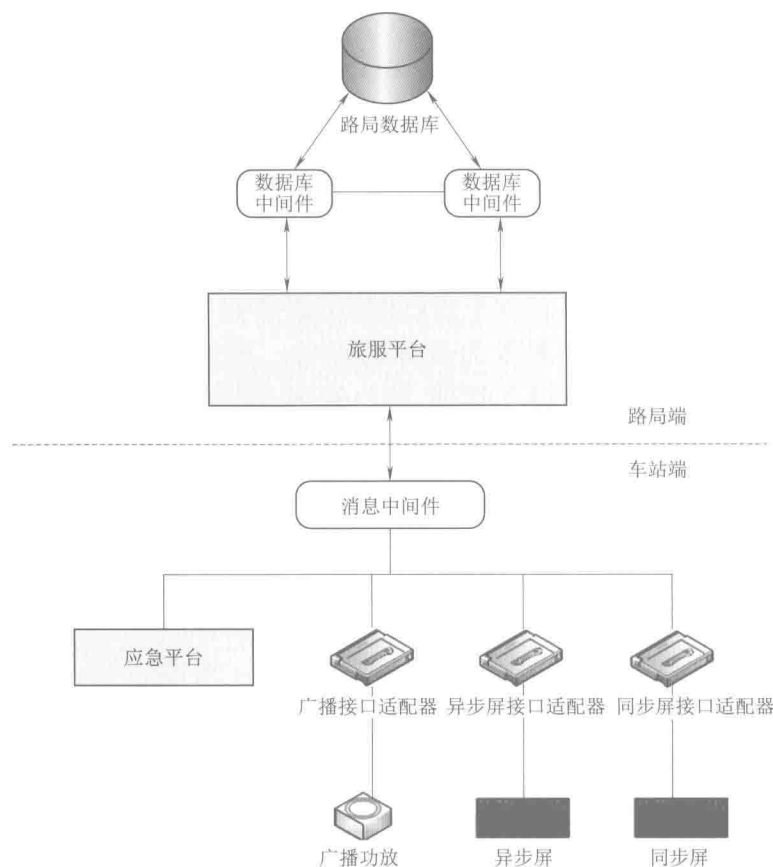 路局数据库
数据库
中间件
数据库
中间件
旅服平台
路局端
车站端
消息中间件
应急平台
广播接口适配器
异步屏接口适配器
同步屏接口适配器
广播功放
异步屏
同步屏